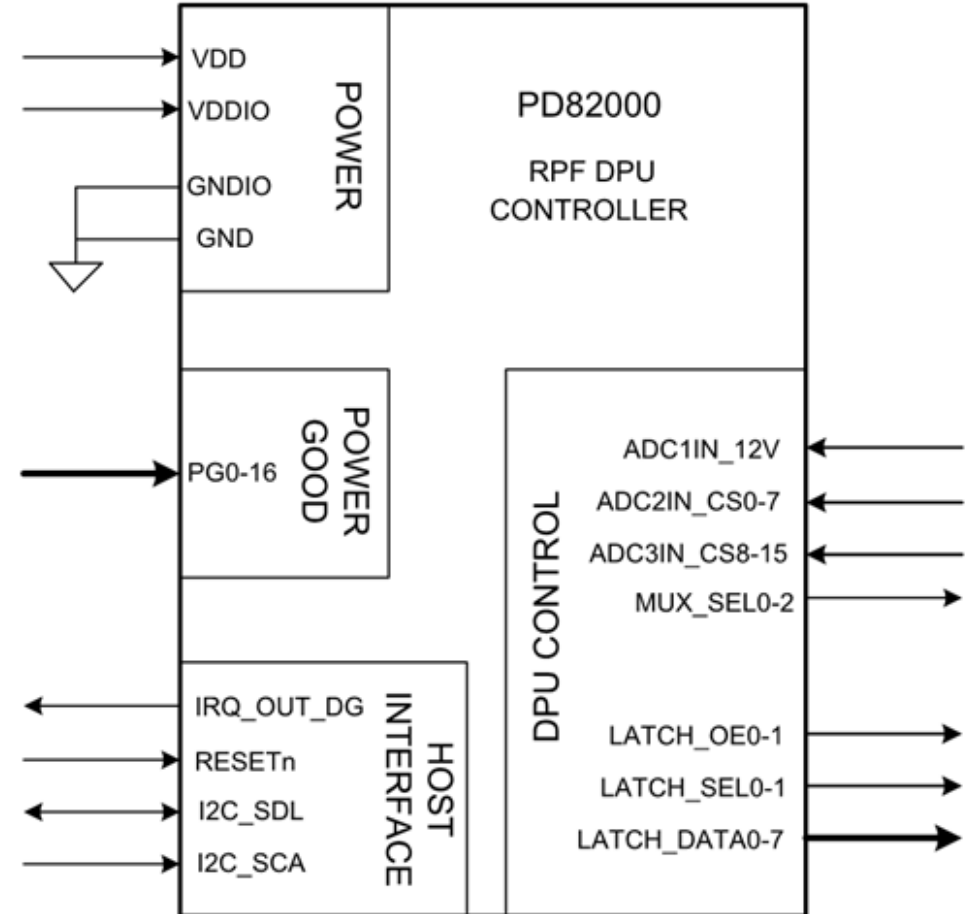 VDD
VDDIO
GNDIO
GND
POWER
PD82000
RPF DPU
CONTROLLER
PG0-16
POWER
GOOD
IRQ_OUT_DG
RESETn
I2C_SDL
I2C_SCA
HOST
INTERFACE
DPU CONTROL
ADC1IN_12V
ADC2IN_CS0-7
ADC3IN_CS8-15
MUX_SEL0-2
LATCH_OE0-1
LATCH_SEL0-1
LATCH_DATA0-7